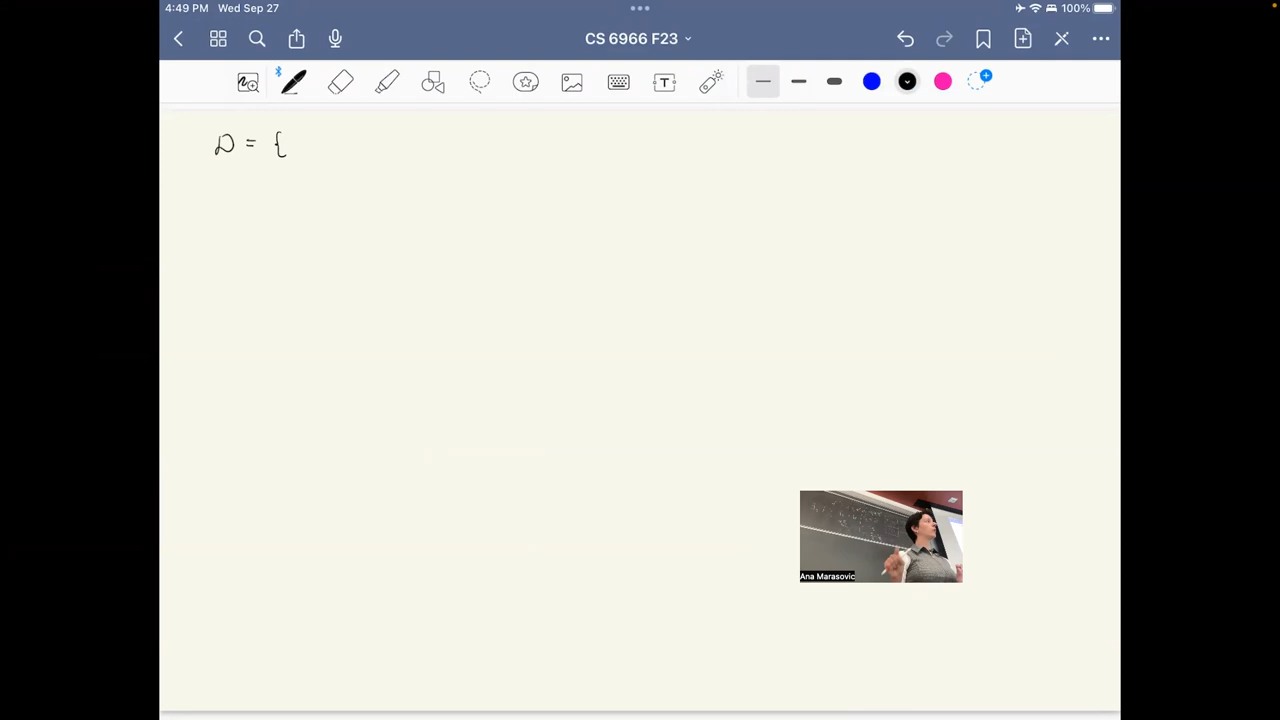 4:49 PM Wed Sep 27
100%
CS 6966 F23
T
D = {
Ana Marasovic